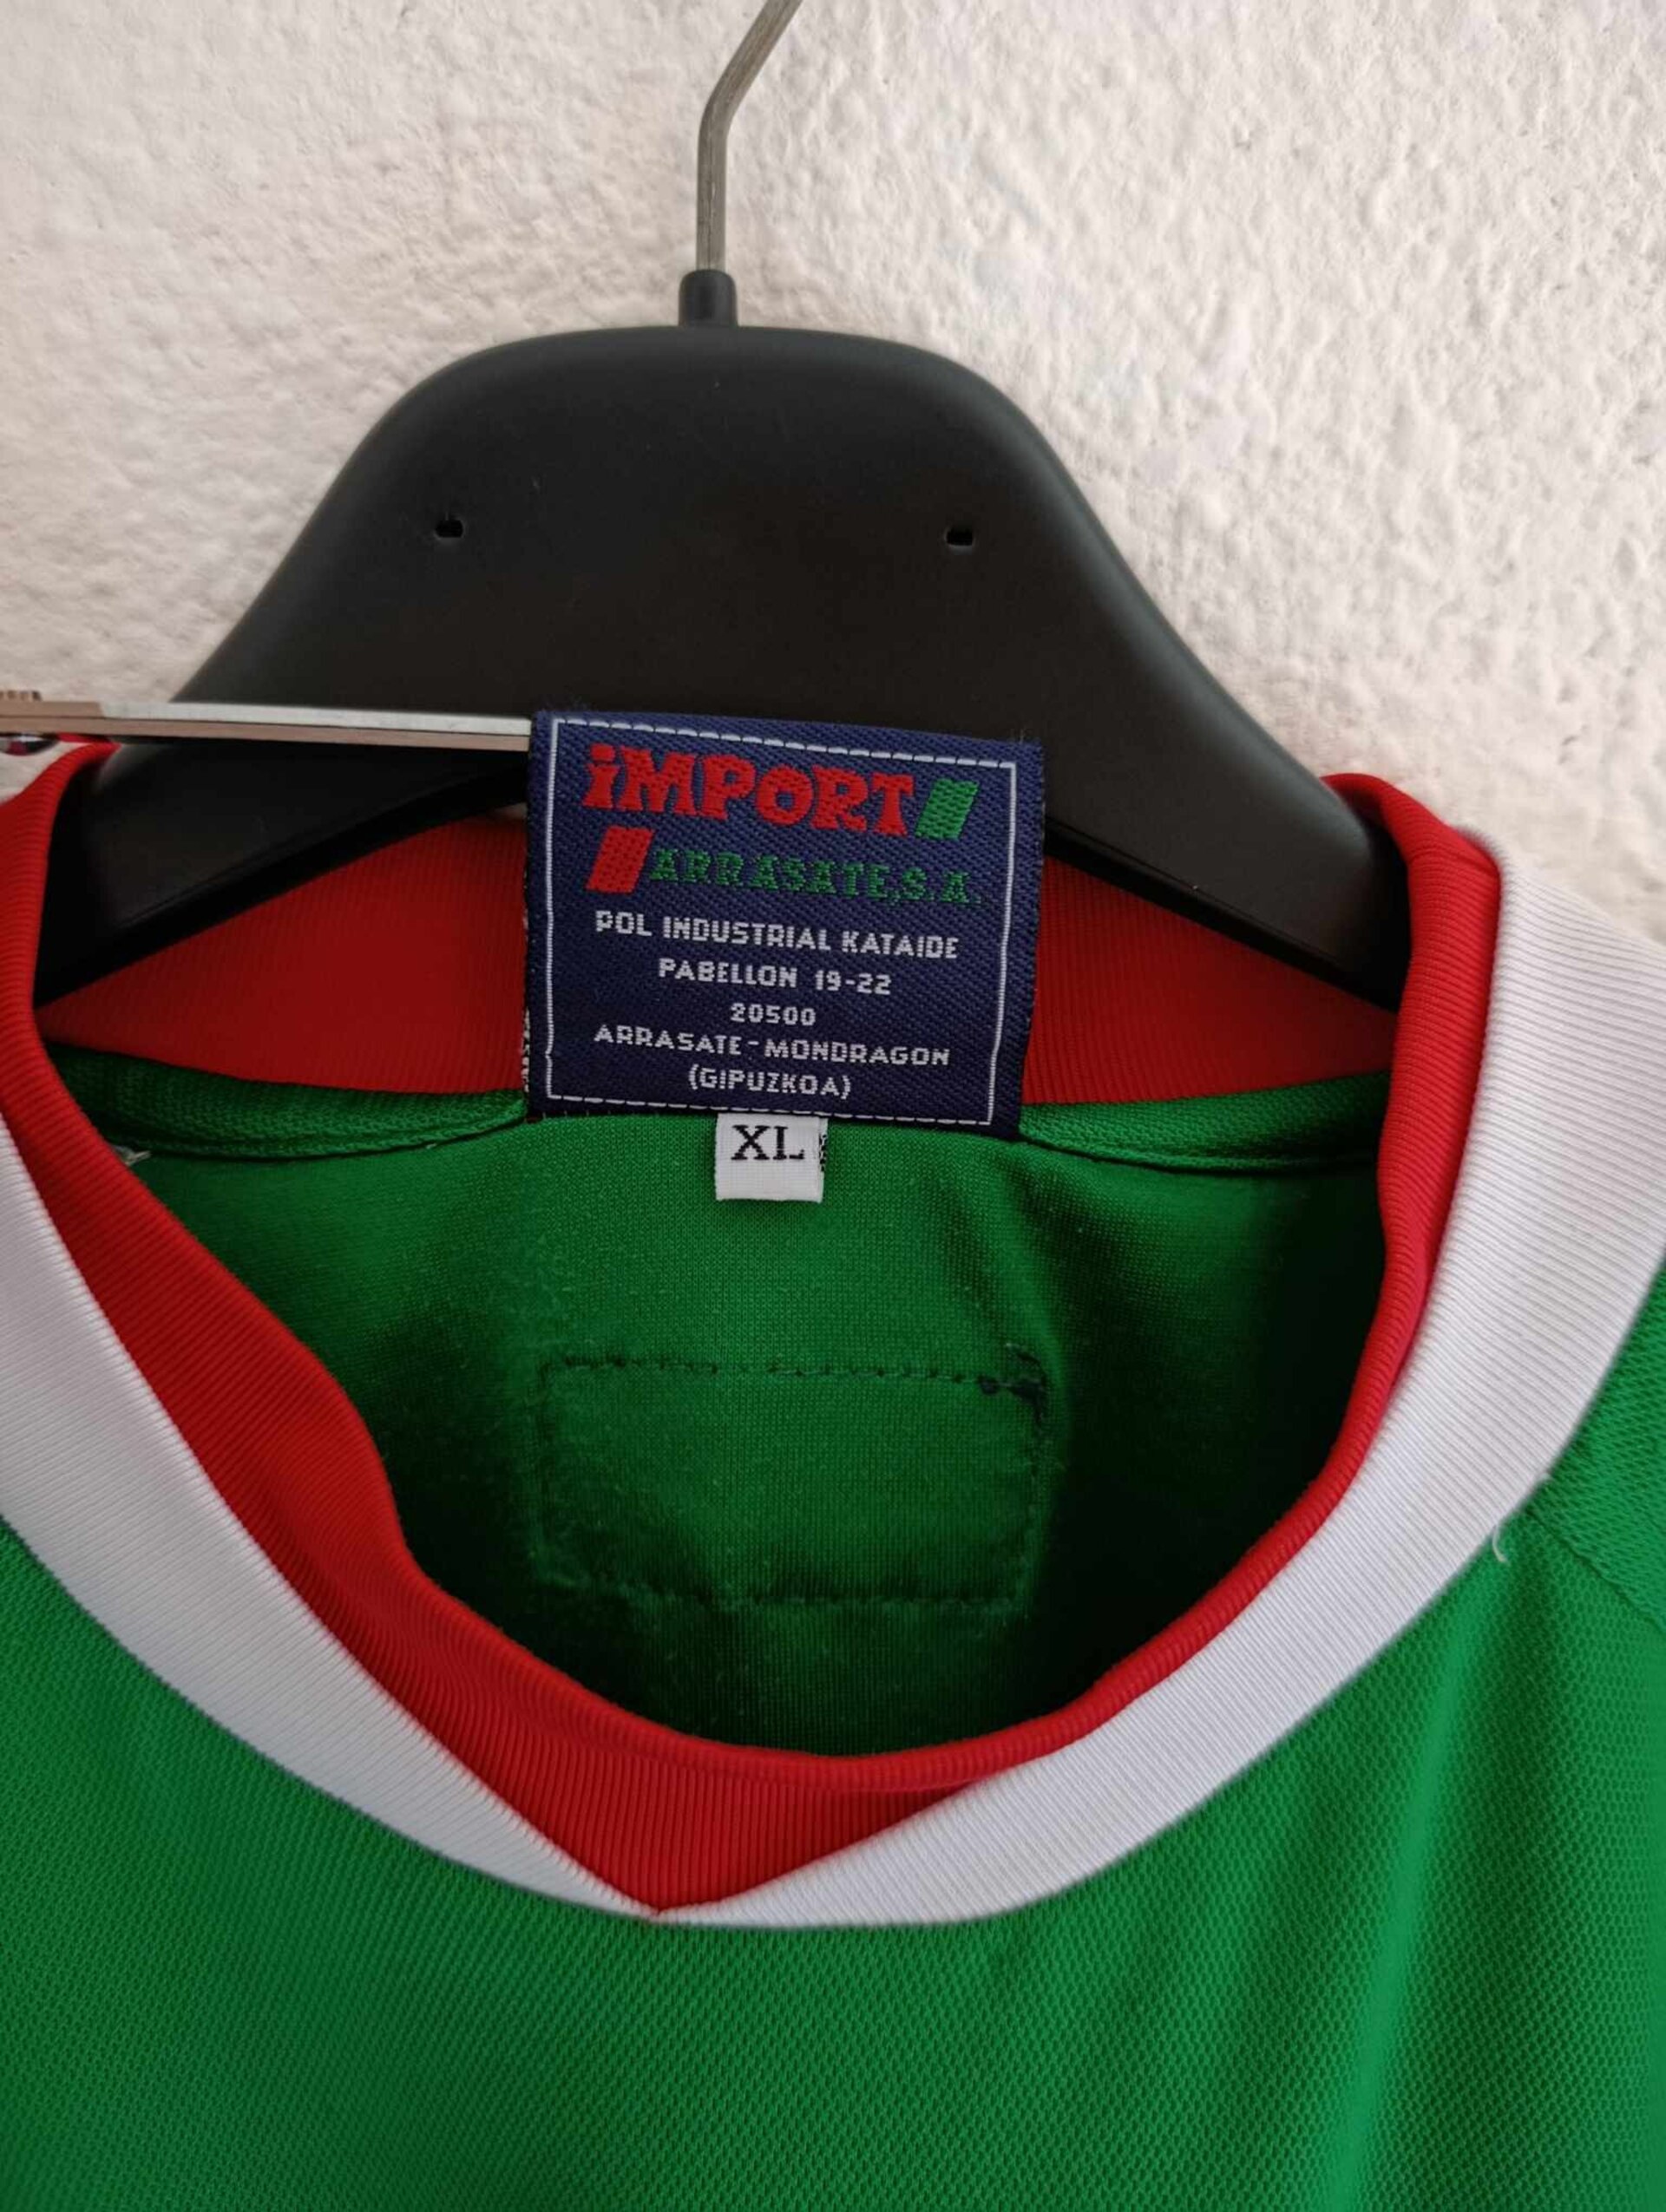 iMPORT
ARRASATE,S.A.
POL INDUSTRIAL KATAIDE
PABELLON 19-22
20500
ARRASATE-MONDRAGON
(GIPUZKOA)
XL